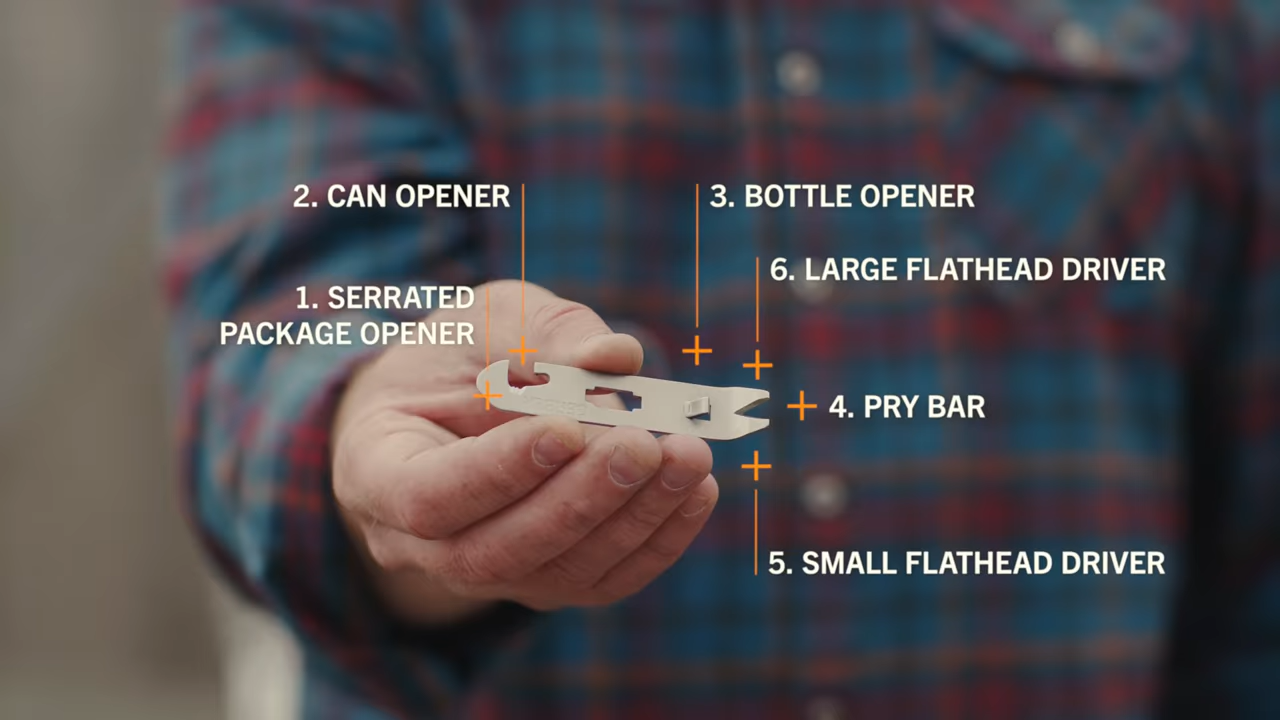 2. CAN OPENER
3. BOTTLE OPENER
6. LARGE FLATHEAD DRIVER
1. SERRATED
PACKAGE OPENER
4. PRY BAR
5. SMALL FLATHEAD DRIVER